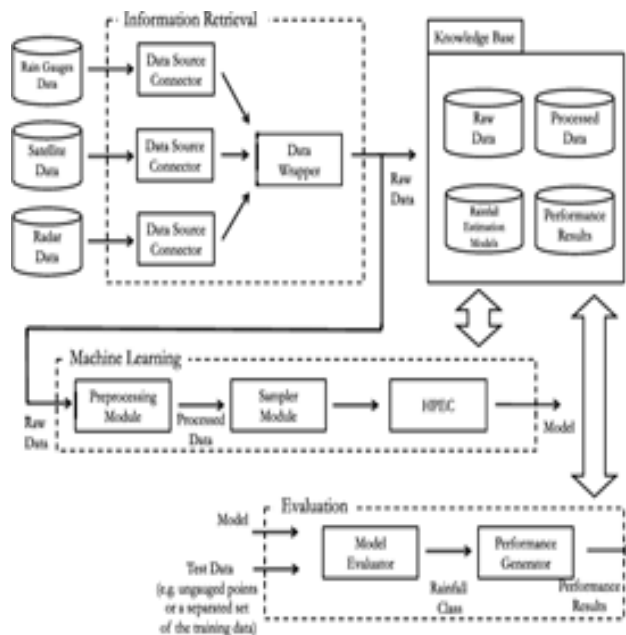 Information Retrieval
Rain Gauges
Data
Data Source
Connector
Satellite
Data
Data Source
Connector
Radar
Data
Data Source
Connector
Data
Wrapper
Raw
Data
Knowledge Base
Raw
Data
Processed
Data
Rainfall
Estimation
Models
Performance
Results
Machine Learning
Raw
Data
Preprocessing
Module
Processed
Data
Sampler
Module
HPEC
Model
Evaluation
Model
Test Data
(e.g. ungauged points
or a separated set
of the training data)
Model
Evaluator
Rainfall
Class
Performance
Generator
Performance
Results